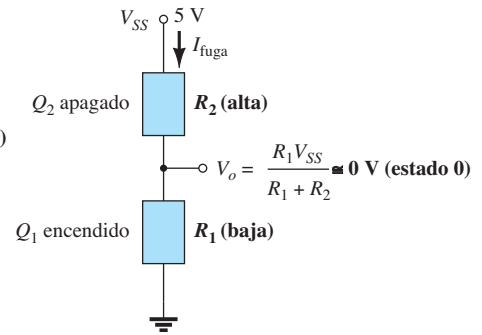 V_SS 5 V
I_fuga
Q_2 apagado R_2 (alta)
)
V_o = R_1V_SS / R_1 + R_2 ≅ 0 V (estado 0)
Q_1 encendido R_1 (baja)